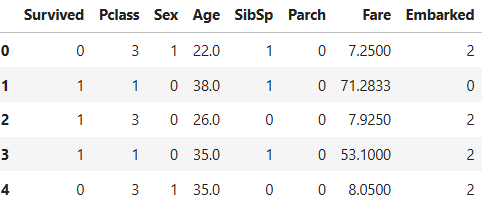 Survived Pclass Sex Age SibSp Parch Fare Embarked
0 0 3 1 22.0 1 0 7.2500 2
1 1 1 0 38.0 1 0 71.2833 0
2 1 3 0 26.0 0 0 7.9250 2
3 1 1 0 35.0 1 0 53.1000 2
4 0 3 1 35.0 0 0 8.0500 2